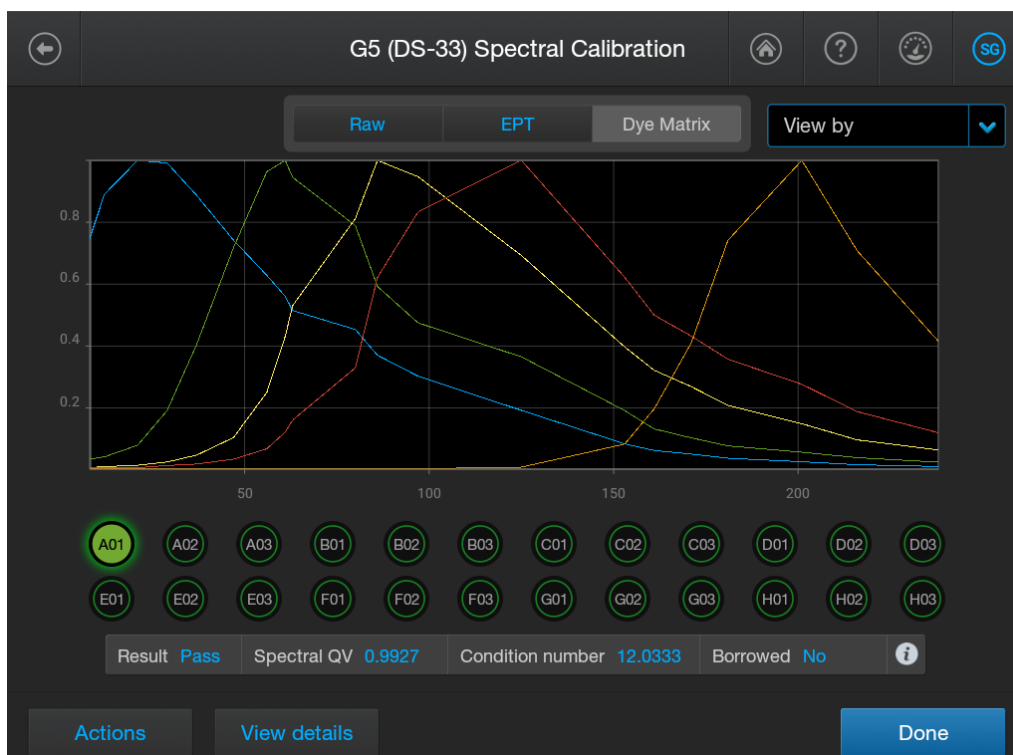 G5 (DS-33) Spectral Calibration ? SG
Raw EPT Dye Matrix View by
0.8
0.6
0.4
0.2
50 100 150 200
A01 A02 A03 B01 B02 B03 C01 C02 C03 D01 D02 D03
E01 E02 E03 F01 F02 F03 G01 G02 G03 H01 H02 H03
Result Pass Spectral QV 0.9927 Condition number 12.0333 Borrowed No i
Actions View details Done